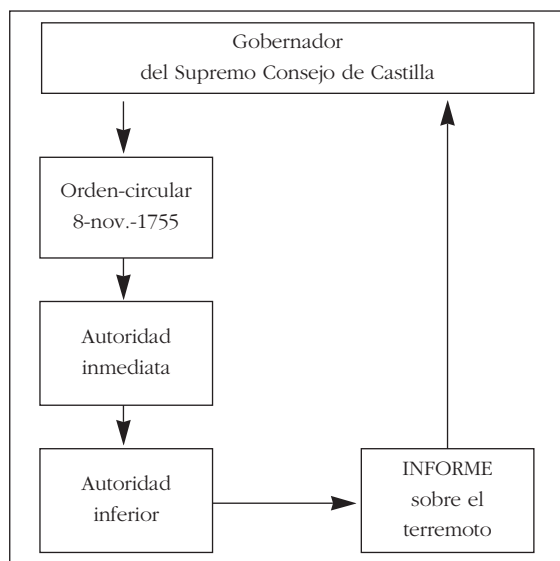 Gobernador
del Supremo Consejo de Castilla
Orden-circular
8-nov.-1755
Autoridad
inmediata
Autoridad
inferior
INFORME
sobre el
terremoto